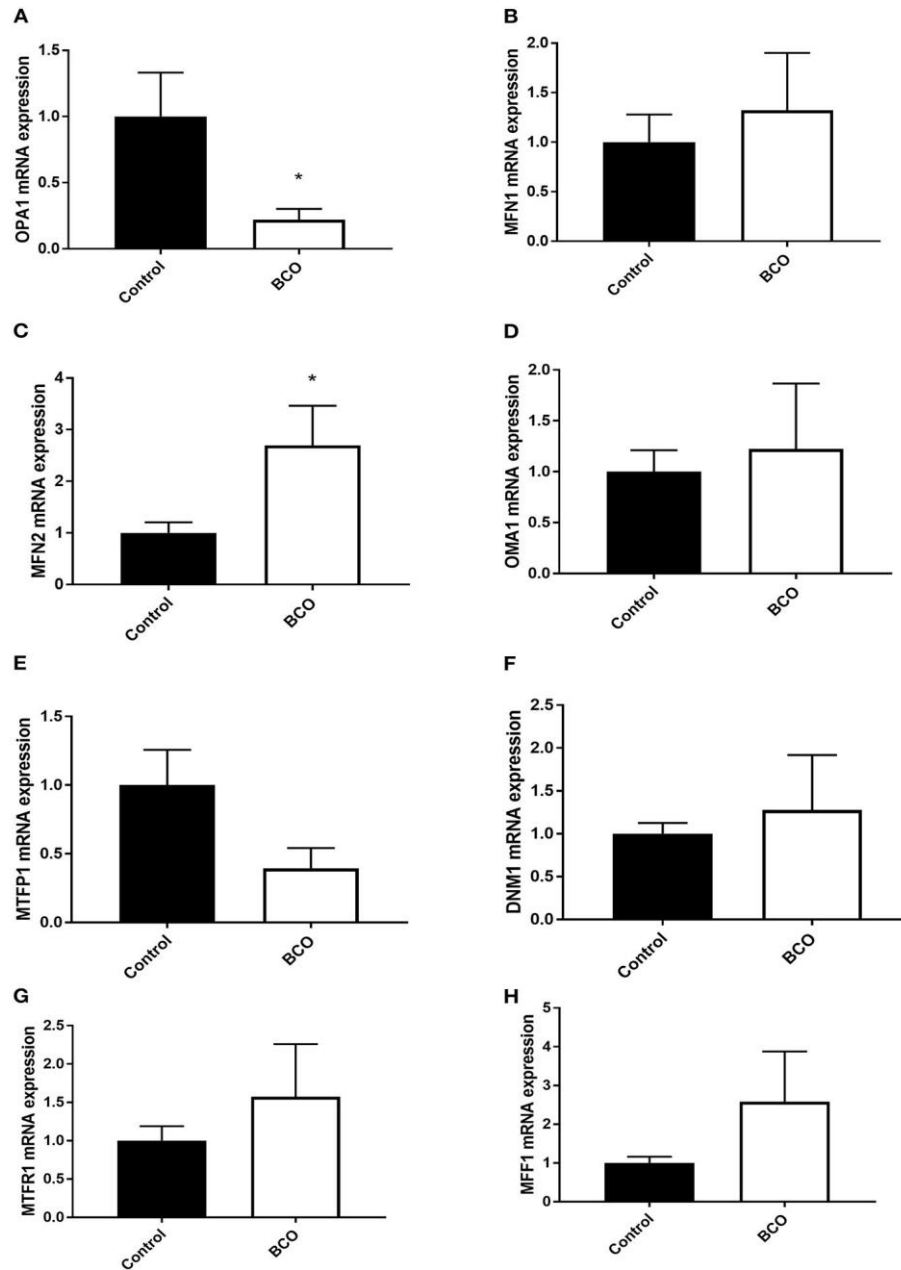 A
OPA1 mRNA expression
1.5
1.0
0.5
0.0
*
Control
BCO
B
MFN1 mRNA expression
2.0
1.5
1.0
0.5
0.0
Control
BCO
C
MFN2 mRNA expression
4
3
2
1
0
*
Control
BCO
D
OMA1 mRNA expression
2.0
1.5
1.0
0.5
0.0
Control
BCO
E
MTFP1 mRNA expression
1.5
1.0
0.5
0.0
Control
BCO
F
DNM1 mRNA expression
2.5
2.0
1.5
1.0
0.5
0.0
Control
BCO
G
MTFR1 mRNA expression
2.5
2.0
1.5
1.0
0.5
0.0
Control
BCO
H
MFF1 mRNA expression
5
4
3
2
1
0
Control
BCO